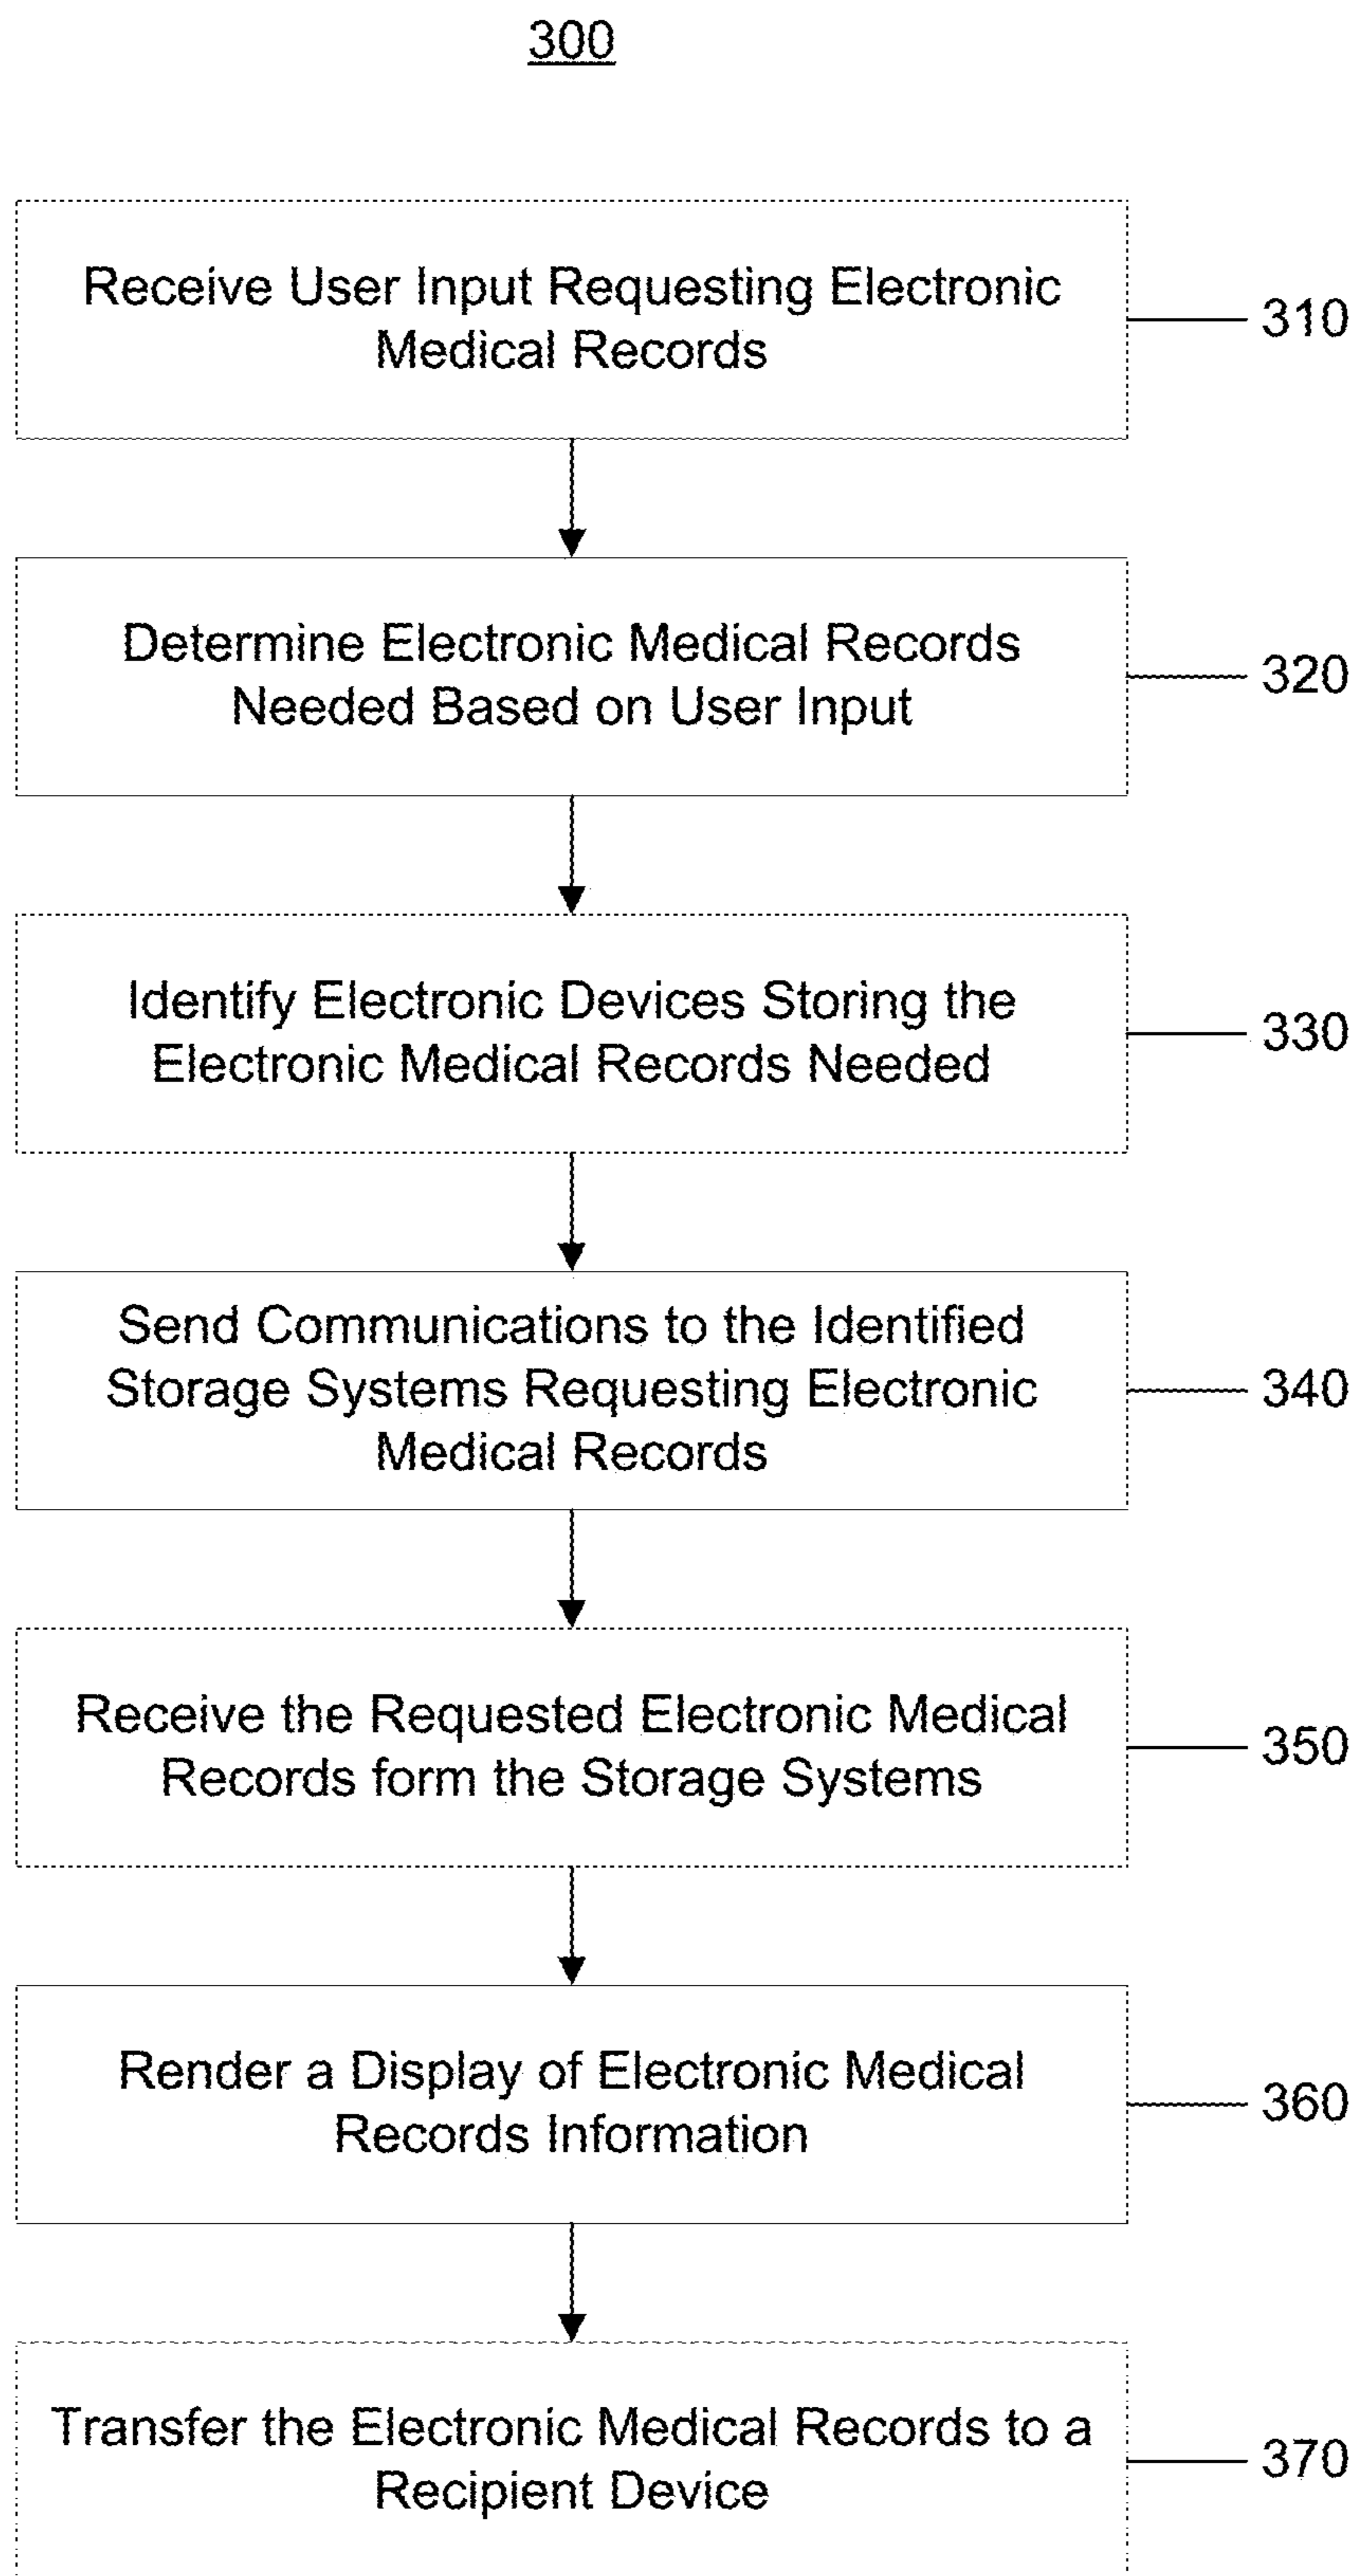 300
Receive User Input Requesting Electronic
Medical Records
310
Determine Electronic Medical Records
Needed Based on User Input
320
Identify Electronic Devices Storing the
Electronic Medical Records Needed
330
Send Communications to the Identified
Storage Systems Requesting Electronic
Medical Records
340
Receive the Requested Electronic Medical
Records form the Storage Systems
350
Render a Display of Electronic Medical
Records Information
360
Transfer the Electronic Medical Records to a
Recipient Device
370